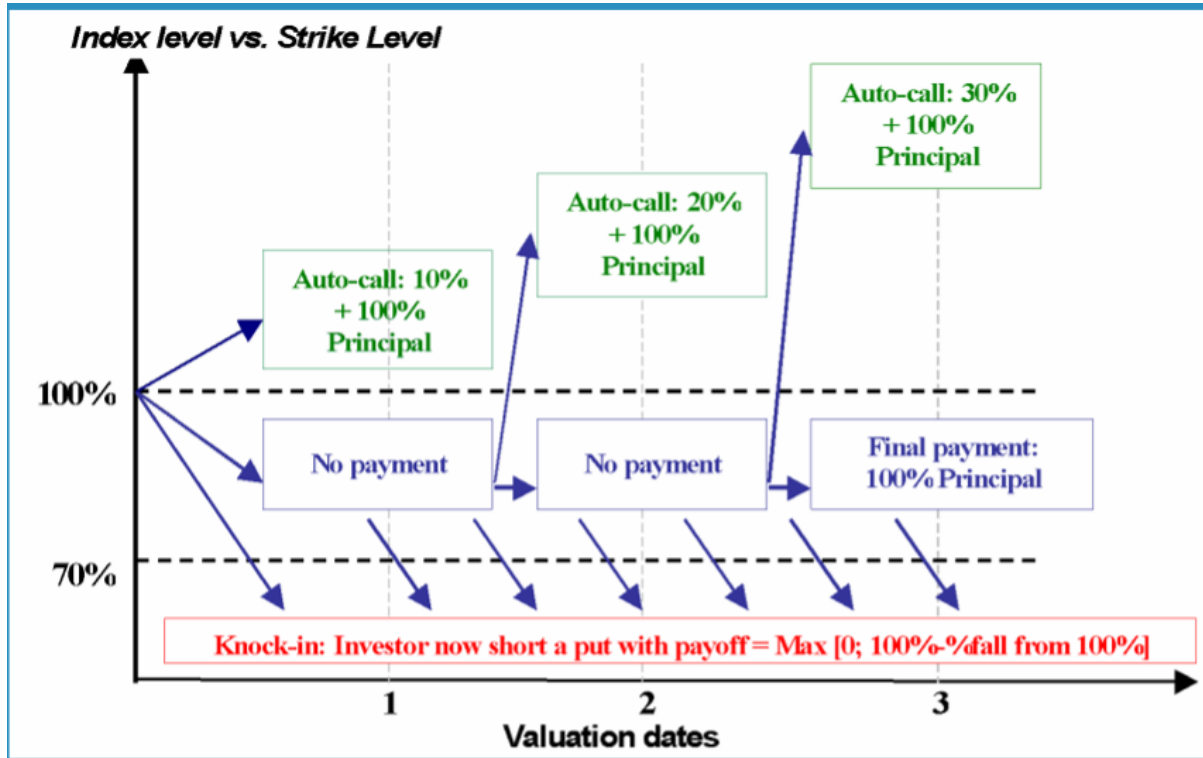 Index level vs. Strike Level
Auto-call: 30%
+ 100%
Principal
Auto-call: 20%
+ 100%
Principal
Auto-call: 10%
+ 100%
Principal
100%
No payment
No payment
Final payment:
100% Principal
70%
Knock-in: Investor now short a put with payoff = Max [0; 100%-%fall from 100%]
1
2
3
Valuation dates